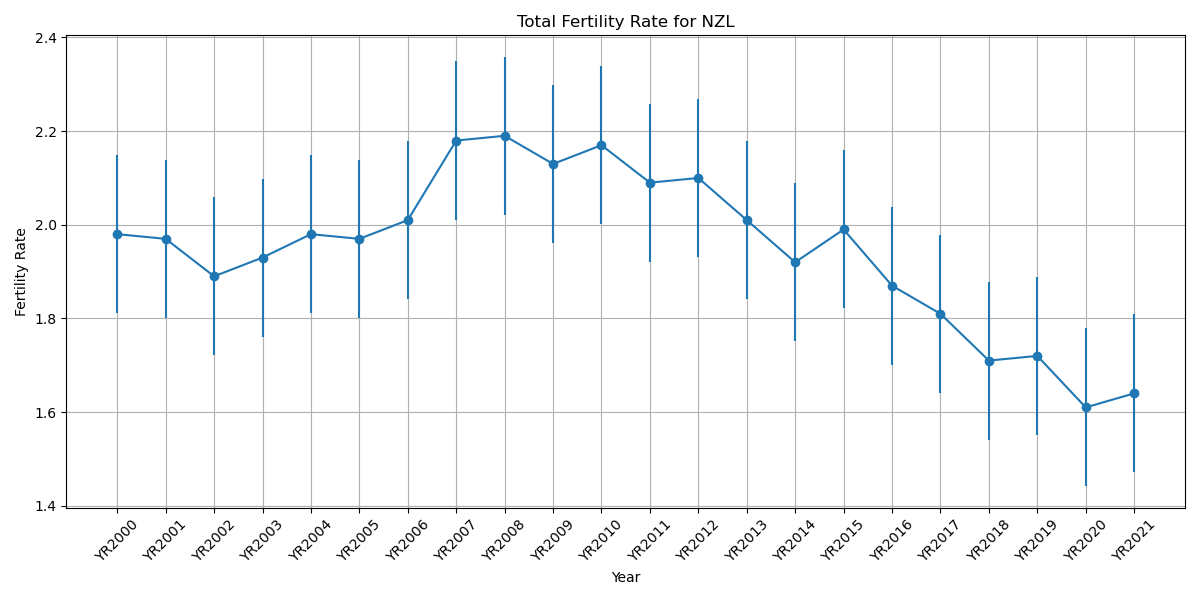 Total Fertility Rate for NZL
Fertility Rate
2.4
2.2
2.0
1.8
1.6
1.4
YR2000
YR2001
YR2002
YR2003
YR2004
YR2005
YR2006
YR2007
YR2008
YR2009
YR2010
YR2011
YR2012
YR2013
YR2014
YR2015
YR2016
YR2017
YR2018
YR2019
YR2020
YR2021
Year